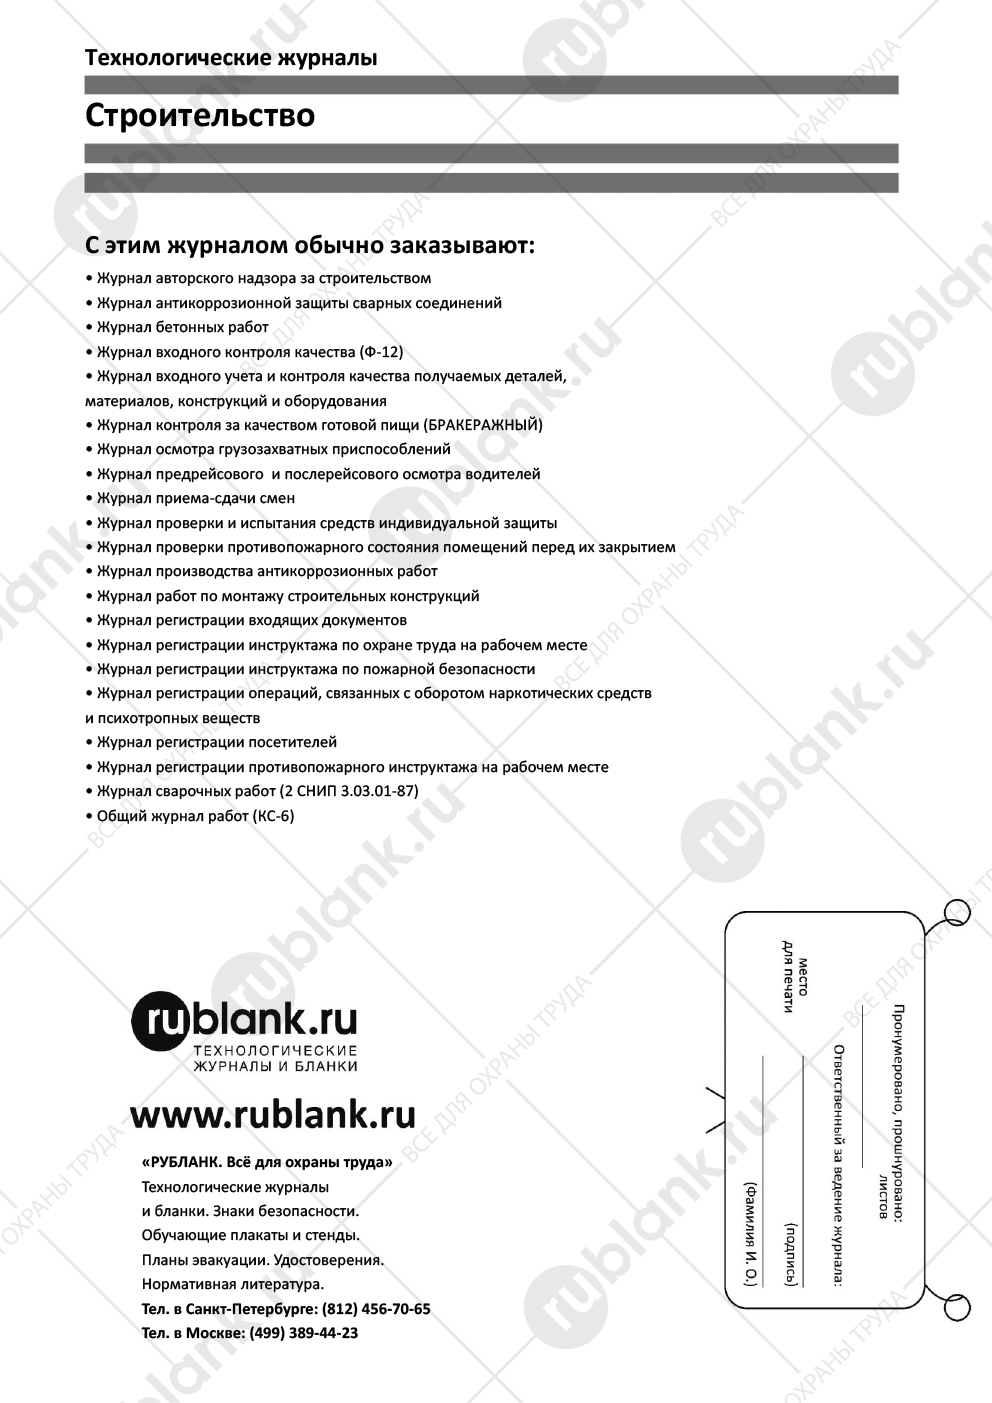 Технологические журналы
Строительство
С этим журналом обычно заказывают:
• Журнал авторского надзора за строительством
• Журнал антикоррозионной защиты сварных соединений
• Журнал бетонных работ
• Журнал входного контроля качества (Ф-12)
• Журнал входного учета и контроля качества получаемых деталей,
материалов, конструкций и оборудования
• Журнал контроля за качеством готовой пищи (БРАКЕРАЖНЫЙ)
• Журнал осмотра грузозахватных приспособлений
• Журнал предрейсового и послерейсового осмотра водителей
• Журнал приема-сдачи смен
• Журнал проверки и испытания средств индивидуальной защиты
• Журнал проверки противопожарного состояния помещений перед их закрытием
• Журнал производства антикоррозионных работ
• Журнал работ по монтажу строительных конструкций
• Журнал регистрации входящих документов
• Журнал регистрации инструктажа по охране труда на рабочем месте
• Журнал регистрации инструктажа по пожарной безопасности
• Журнал регистрации операций, связанных с оборотом наркотических средств
и психотропных веществ
• Журнал регистрации посетителей
• Журнал регистрации противопожарного инструктажа на рабочем месте
• Журнал сварочных работ (2 СНИП 3.03.01-87)
• Общий журнал работ (КС-6)
rublank.ru
ТЕХНОЛОГИЧЕСКИЕ
ЖУРНАЛЫ И БЛАНКИ
www.rublank.ru
«РУБЛАНК. Всё для охраны труда»
Технологические журналы
и бланки. Знаки безопасности.
Обучающие плакаты и стенды.
Планы эвакуации. Удостоверения.
Нормативная литература.
Тел. в Санкт-Петербурге: (812) 456-70-65
Тел. в Москве: (499) 389-44-23
Пронумеровано, прошнуровано:
листов
Ответственный за ведение журнала:
место
для печати
(подпись)
(Фамилия И. О.)
rublank.ru
ВСЕ ДЛЯ ОХРАНЫ ТРУДА